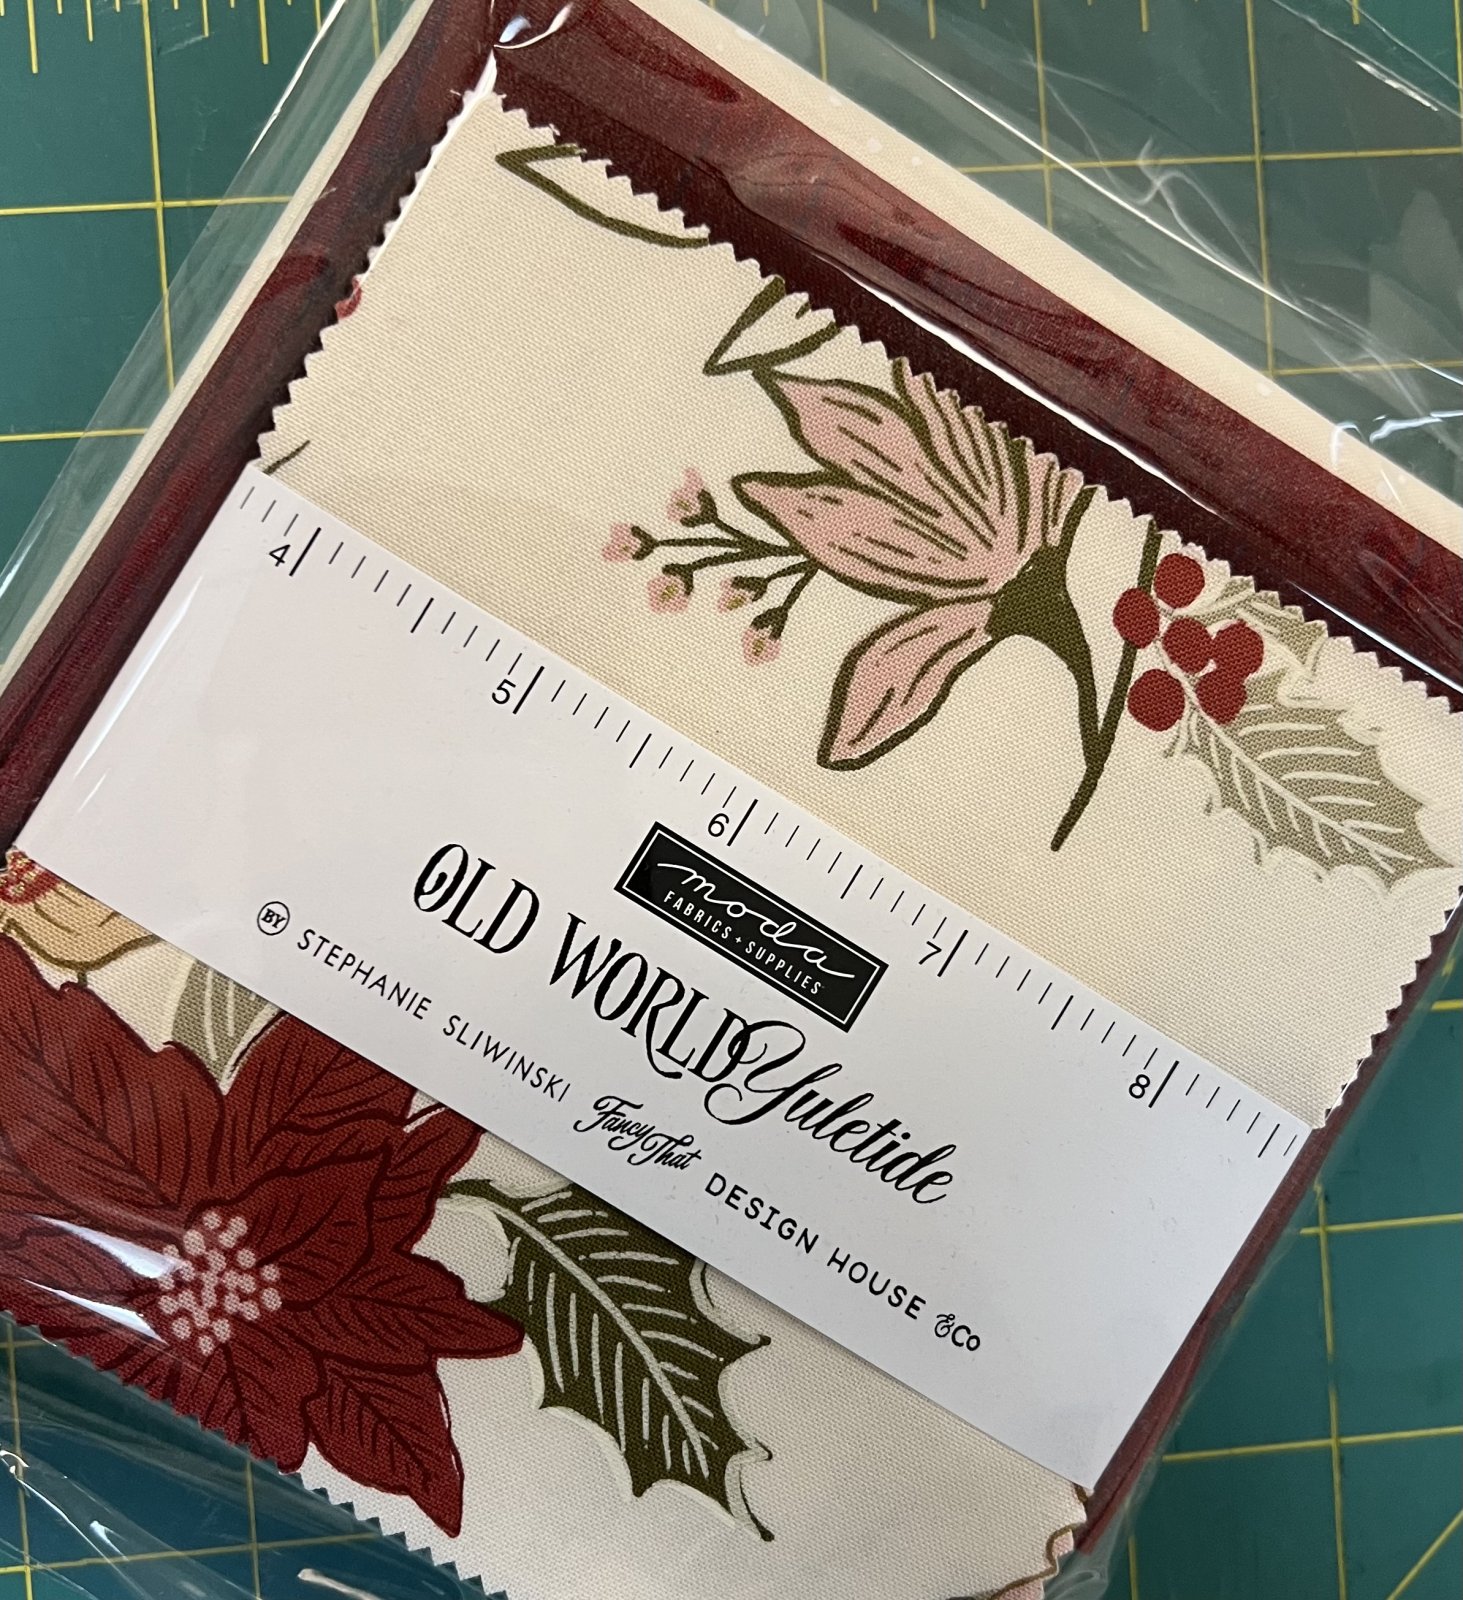 4 5 6 7 8
moda
FABRICS + SUPPLIES
OLD WORLD Yuletide
BY STEPHANIE SLIWINSKI Fancy That DESIGN HOUSE &Co